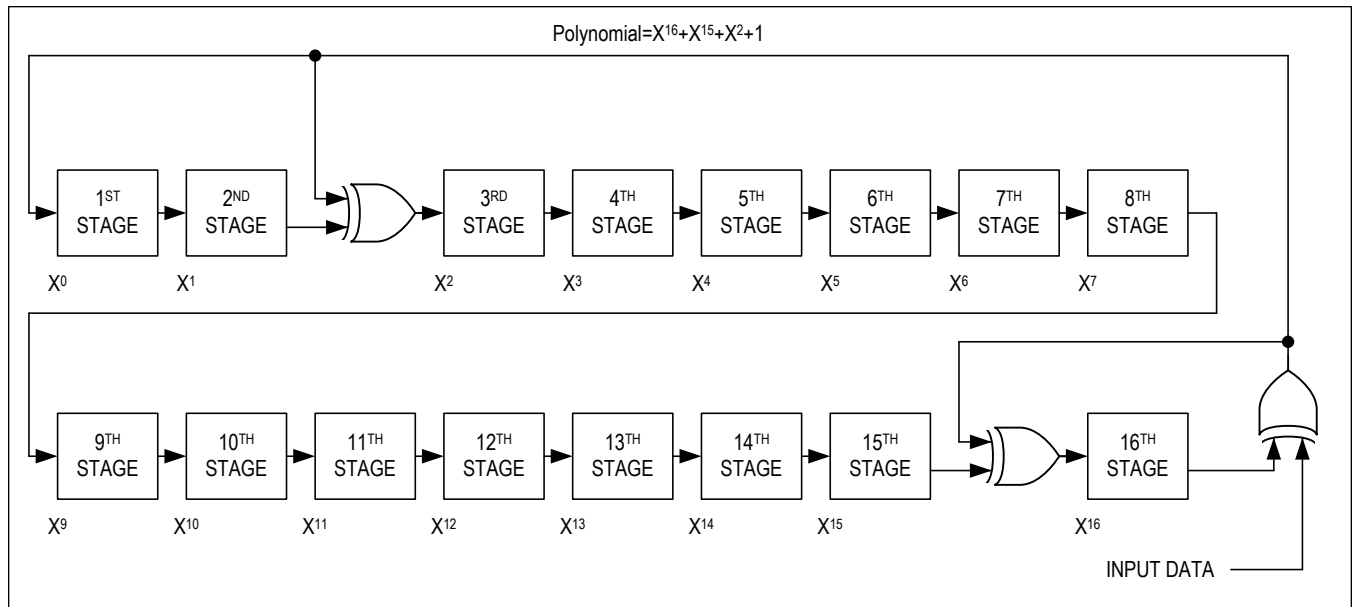 Polynomial=X¹⁶+X¹⁵+X²+1
1ST STAGE
2ND STAGE
3RD STAGE
4TH STAGE
5TH STAGE
6TH STAGE
7TH STAGE
8TH STAGE
X⁰ X¹ X² X³ X⁴ X⁵ X⁶ X⁷
9TH STAGE
10TH STAGE
11TH STAGE
12TH STAGE
13TH STAGE
14TH STAGE
15TH STAGE
16TH STAGE
X⁹ X¹⁰ X¹¹ X¹² X¹³ X¹⁴ X¹⁵ X¹⁶
INPUT DATA